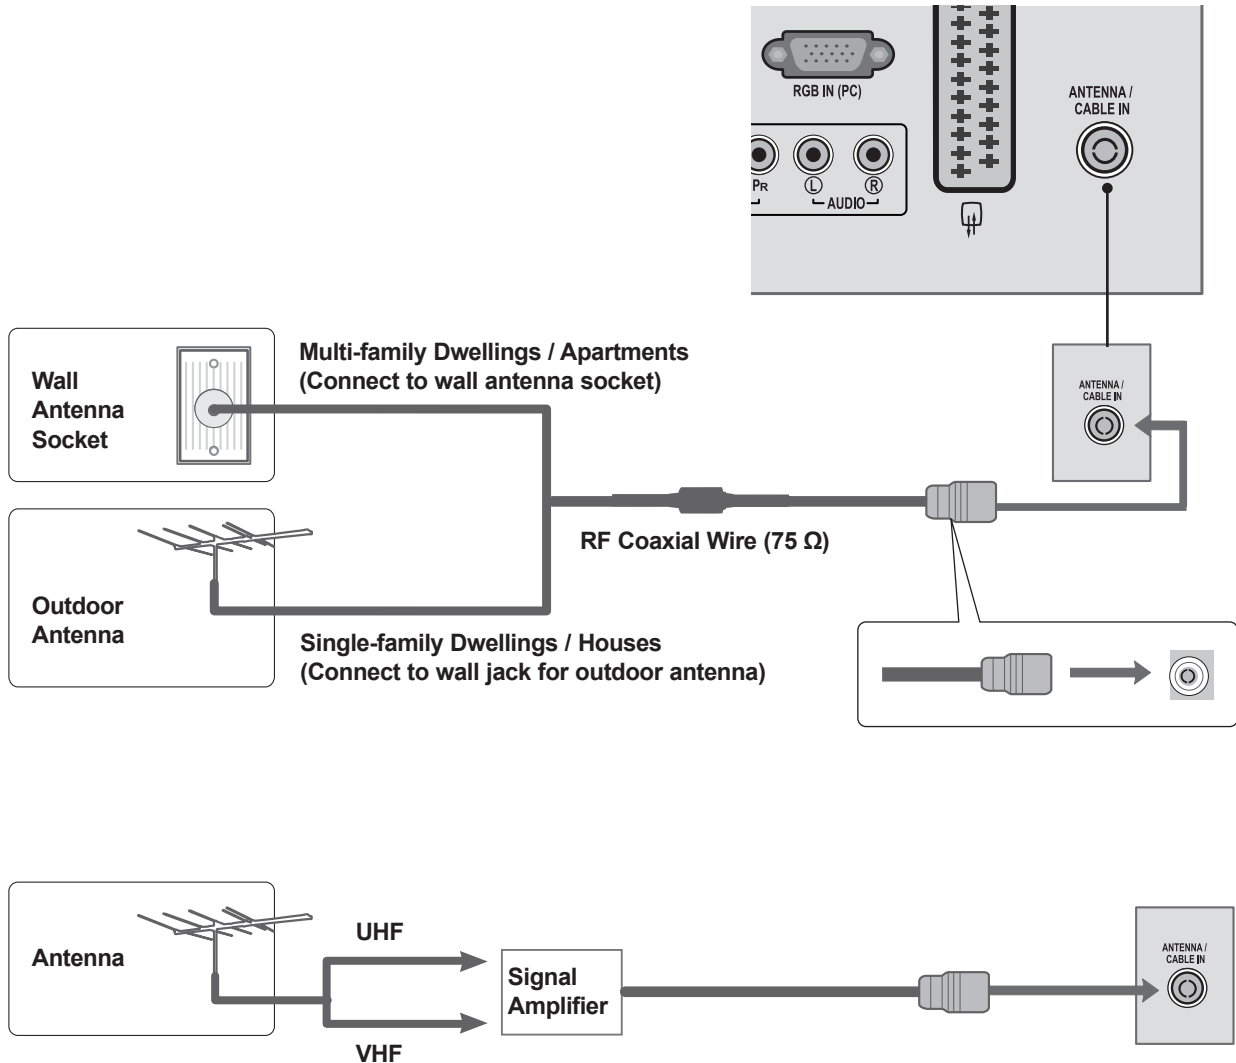 RGB IN (PC)
ANTENNA /
CABLE IN
PR
L
R
AUDIO
Wall
Antenna
Socket
Multi-family Dwellings / Apartments
(Connect to wall antenna socket)
ANTENNA /
CABLE IN
RF Coaxial Wire (75 Ω)
Outdoor
Antenna
Single-family Dwellings / Houses
(Connect to wall jack for outdoor antenna)
Antenna
UHF
VHF
Signal
Amplifier
ANTENNA /
CABLE IN